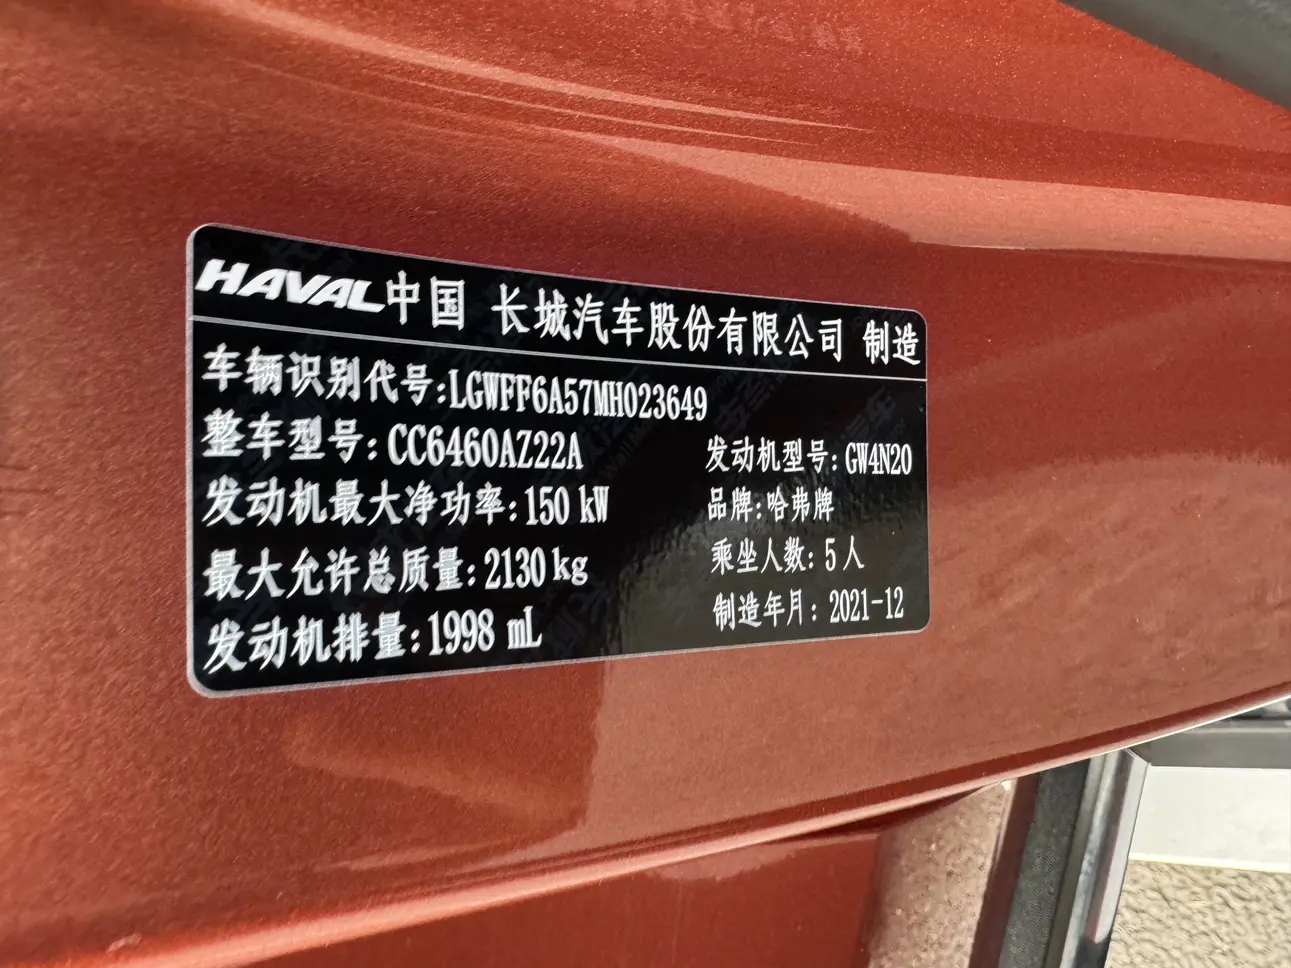 HAVAL中国 长城汽车股份有限公司 制造
车辆识别代号:LGWFF6A57MH023649
整车型号:CC6460AZ22A
发动机型号:GW4N20
发动机最大净功率:150 kW
品牌:哈弗牌
最大允许总质量:2130kg
乘坐人数:5人
发动机排量:1998 mL
制造年月:2021-12